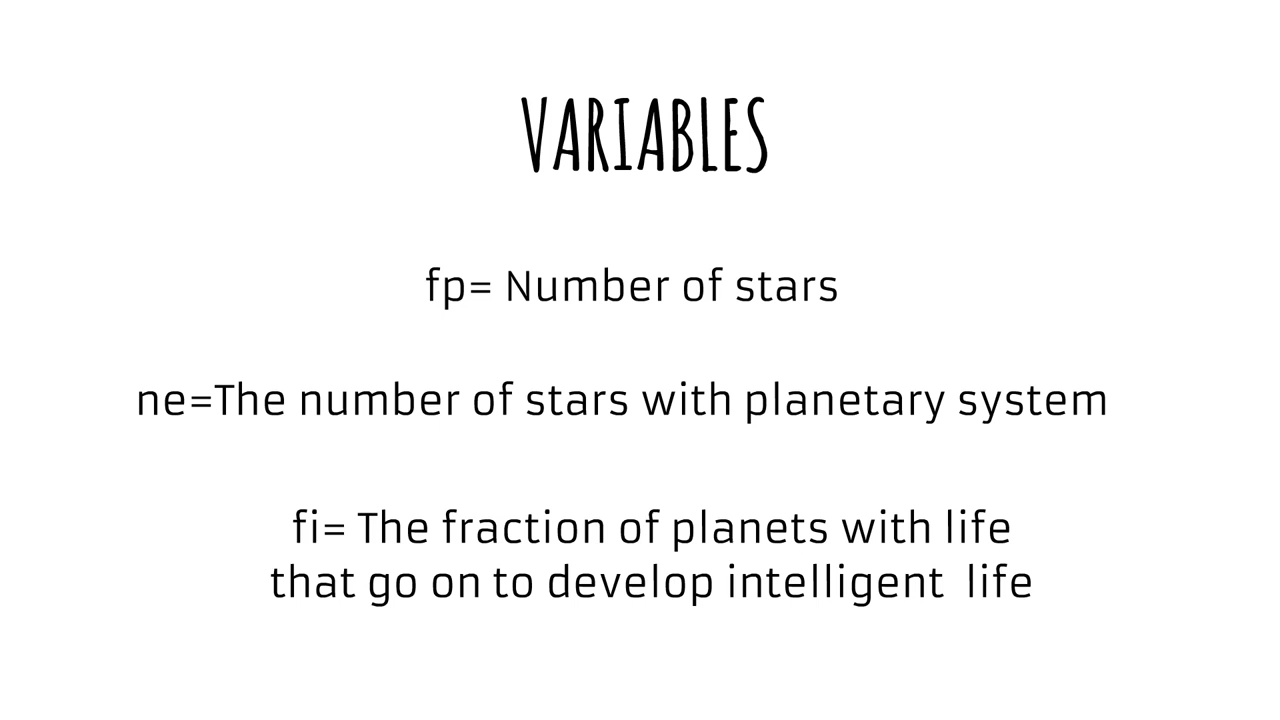 VARIABLES
fp= Number of stars
ne=The number of stars with planetary system
fi= The fraction of planets with life
that go on to develop intelligent life